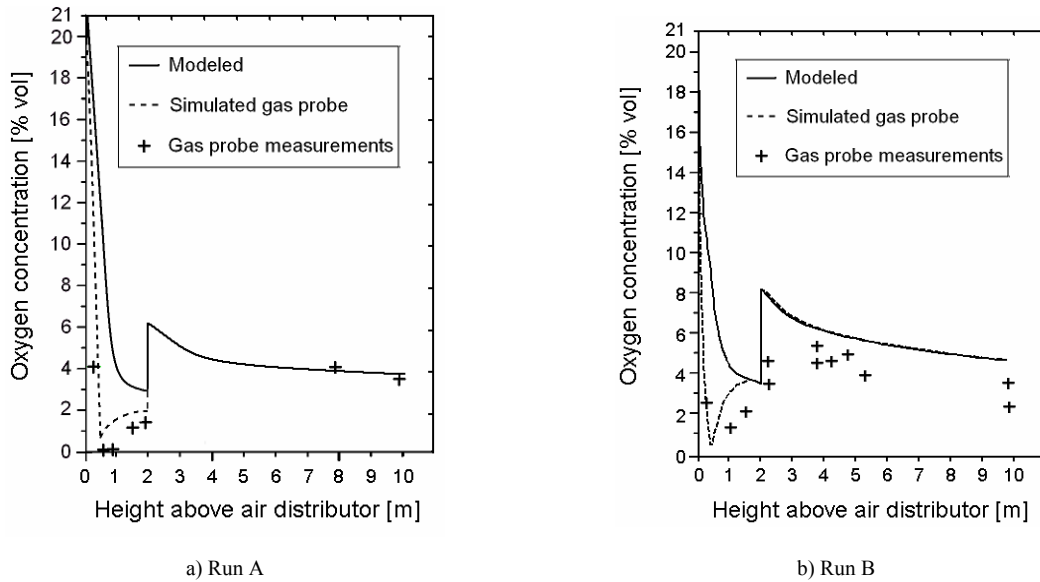 21
20
18
16
14
12
10
8
6
4
2
0
Oxygen concentration [% vol]
Modeled
Simulated gas probe
Gas probe measurements
0 1 2 3 4 5 6 7 8 9 10
Height above air distributor [m]
a) Run A
21
20
18
16
14
12
10
8
6
4
2
0
Oxygen concentration [% vol]
Modeled
Simulated gas probe
Gas probe measurements
0 1 2 3 4 5 6 7 8 9 10
Height above air distributor [m]
b) Run B